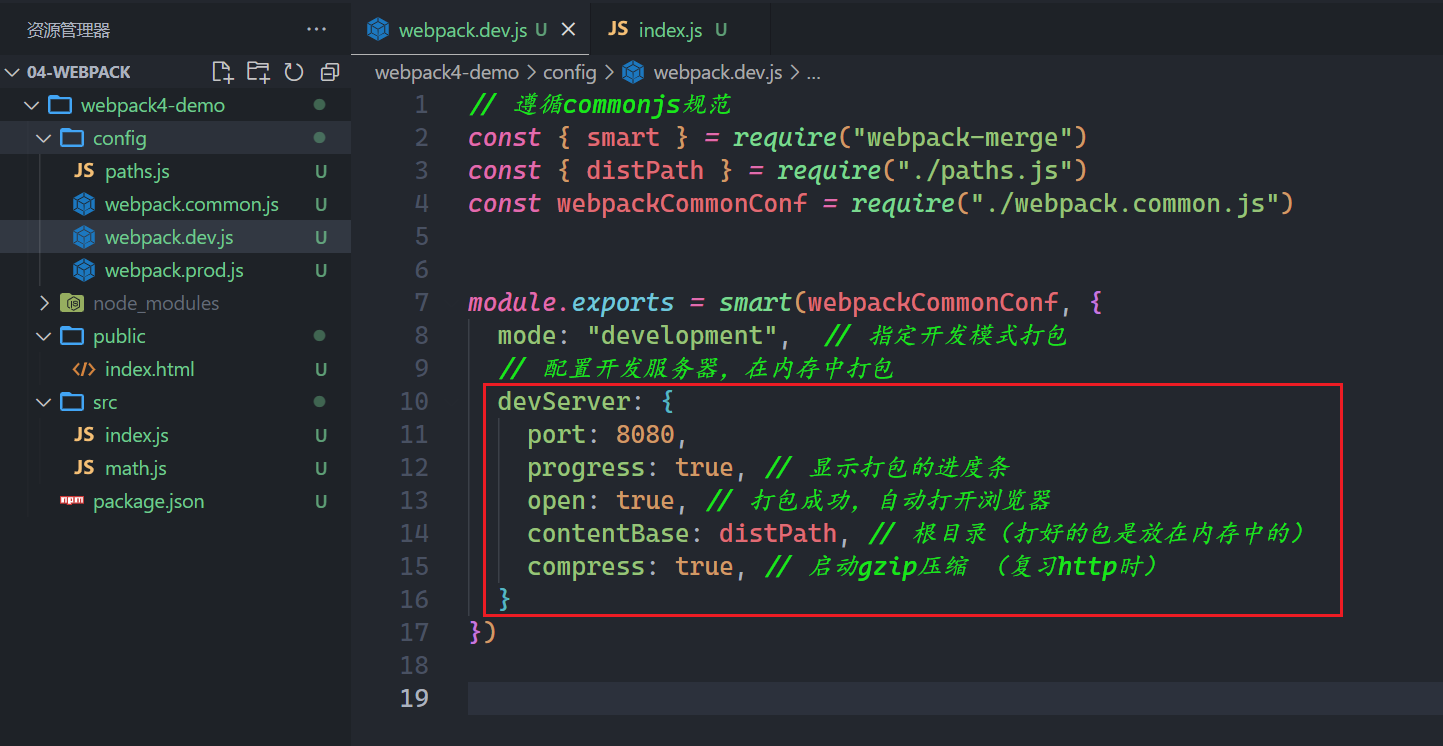 资源管理器 ···
04-WEBPACK
webpack4-demo
config
JS paths.js U
webpack.common.js U
webpack.dev.js U
webpack.prod.js U
node_modules
public
<> index.html U
src
JS index.js U
JS math.js U
npm package.json U
webpack.dev.js U ×
JS index.js U
webpack4-demo > config > webpack.dev.js > ...
1 // 遵循commonjs规范
2 const { smart } = require("webpack-merge")
3 const { distPath } = require("./paths.js")
4 const webpackCommonConf = require("./webpack.common.js")
5
6
7 module.exports = smart(webpackCommonConf, {
8 mode: "development", // 指定开发模式打包
9 // 配置开发服务器，在内存中打包
10 devServer: {
11 port: 8080,
12 progress: true, // 显示打包的进度条
13 open: true, // 打包成功，自动打开浏览器
14 contentBase: distPath, // 根目录（打好的包是放在内存中的）
15 compress: true, // 启动gzip压缩 （复习http时）
16 }
17 })
18
19